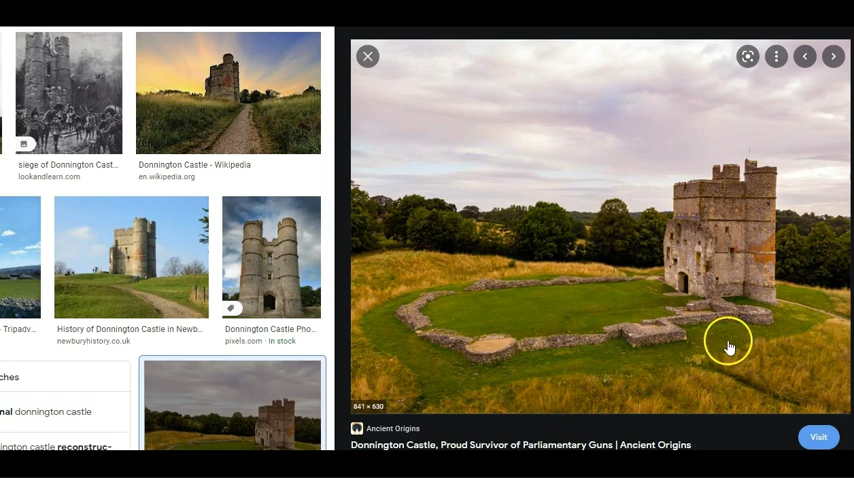 siege of Donnington Cast...
lookandlearn.com
Donnington Castle - Wikipedia
en.wikipedia.org
- Tripadv...
History of Donnington Castle in Newb...
newburyhistory.co.uk
Donnington Castle Pho...
pixels.com · In stock
ches
nal donnington castle
ington castle reconstruc-
841 × 630
Ancient Origins
Donnington Castle, Proud Survivor of Parliamentary Guns | Ancient Origins
Visit